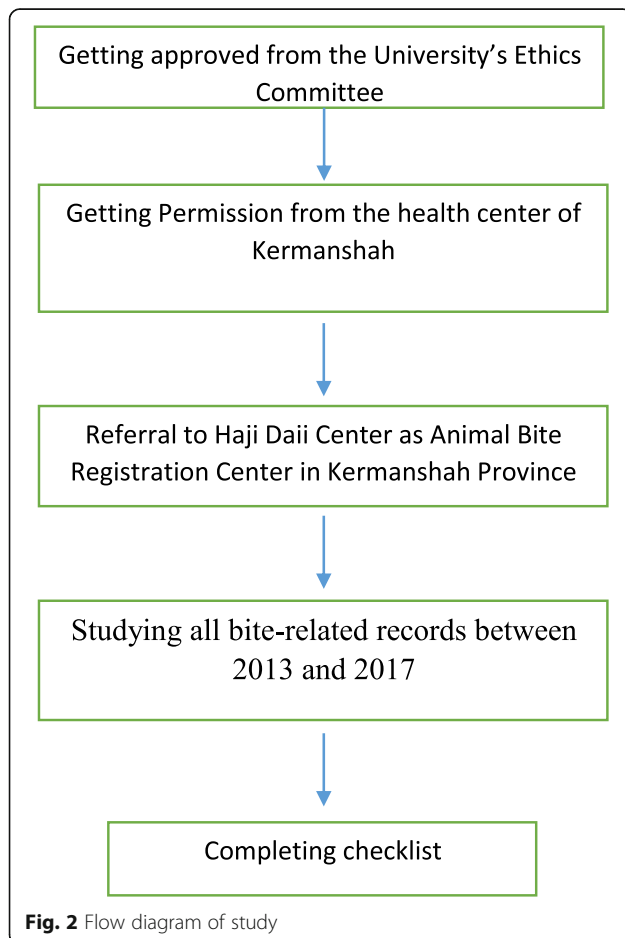 Getting approved from the University’s Ethics
Committee
Getting Permission from the health center of
Kermanshah
Referral to Haji Daii Center as Animal Bite
Registration Center in Kermanshah Province
Studying all bite-related records between
2013 and 2017
Completing checklist
Fig. 2 Flow diagram of study